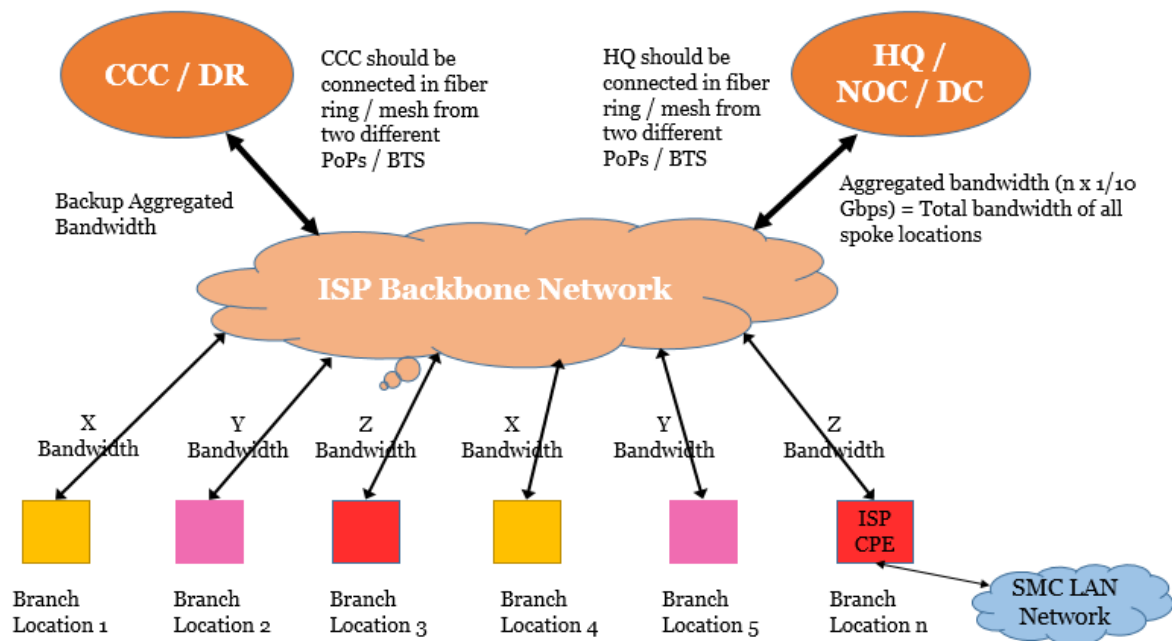 CCC / DR
CCC should be
connected in fiber
ring / mesh from
two different
PoPs / BTS
HQ should be
connected in fiber
ring / mesh from
two different
PoPs / BTS
HQ /
NOC / DC
Backup Aggregated
Bandwidth
Aggregated bandwidth (n x 1/10
Gbps) = Total bandwidth of all
spoke locations
ISP Backbone Network
X
Bandwidth
Y
Bandwidth
Z
Bandwidth
X
Bandwidth
Y
Bandwidth
Z
Bandwidth
ISP
CPE
Branch
Location 1
Branch
Location 2
Branch
Location 3
Branch
Location 4
Branch
Location 5
Branch
Location n
SMC LAN
Network